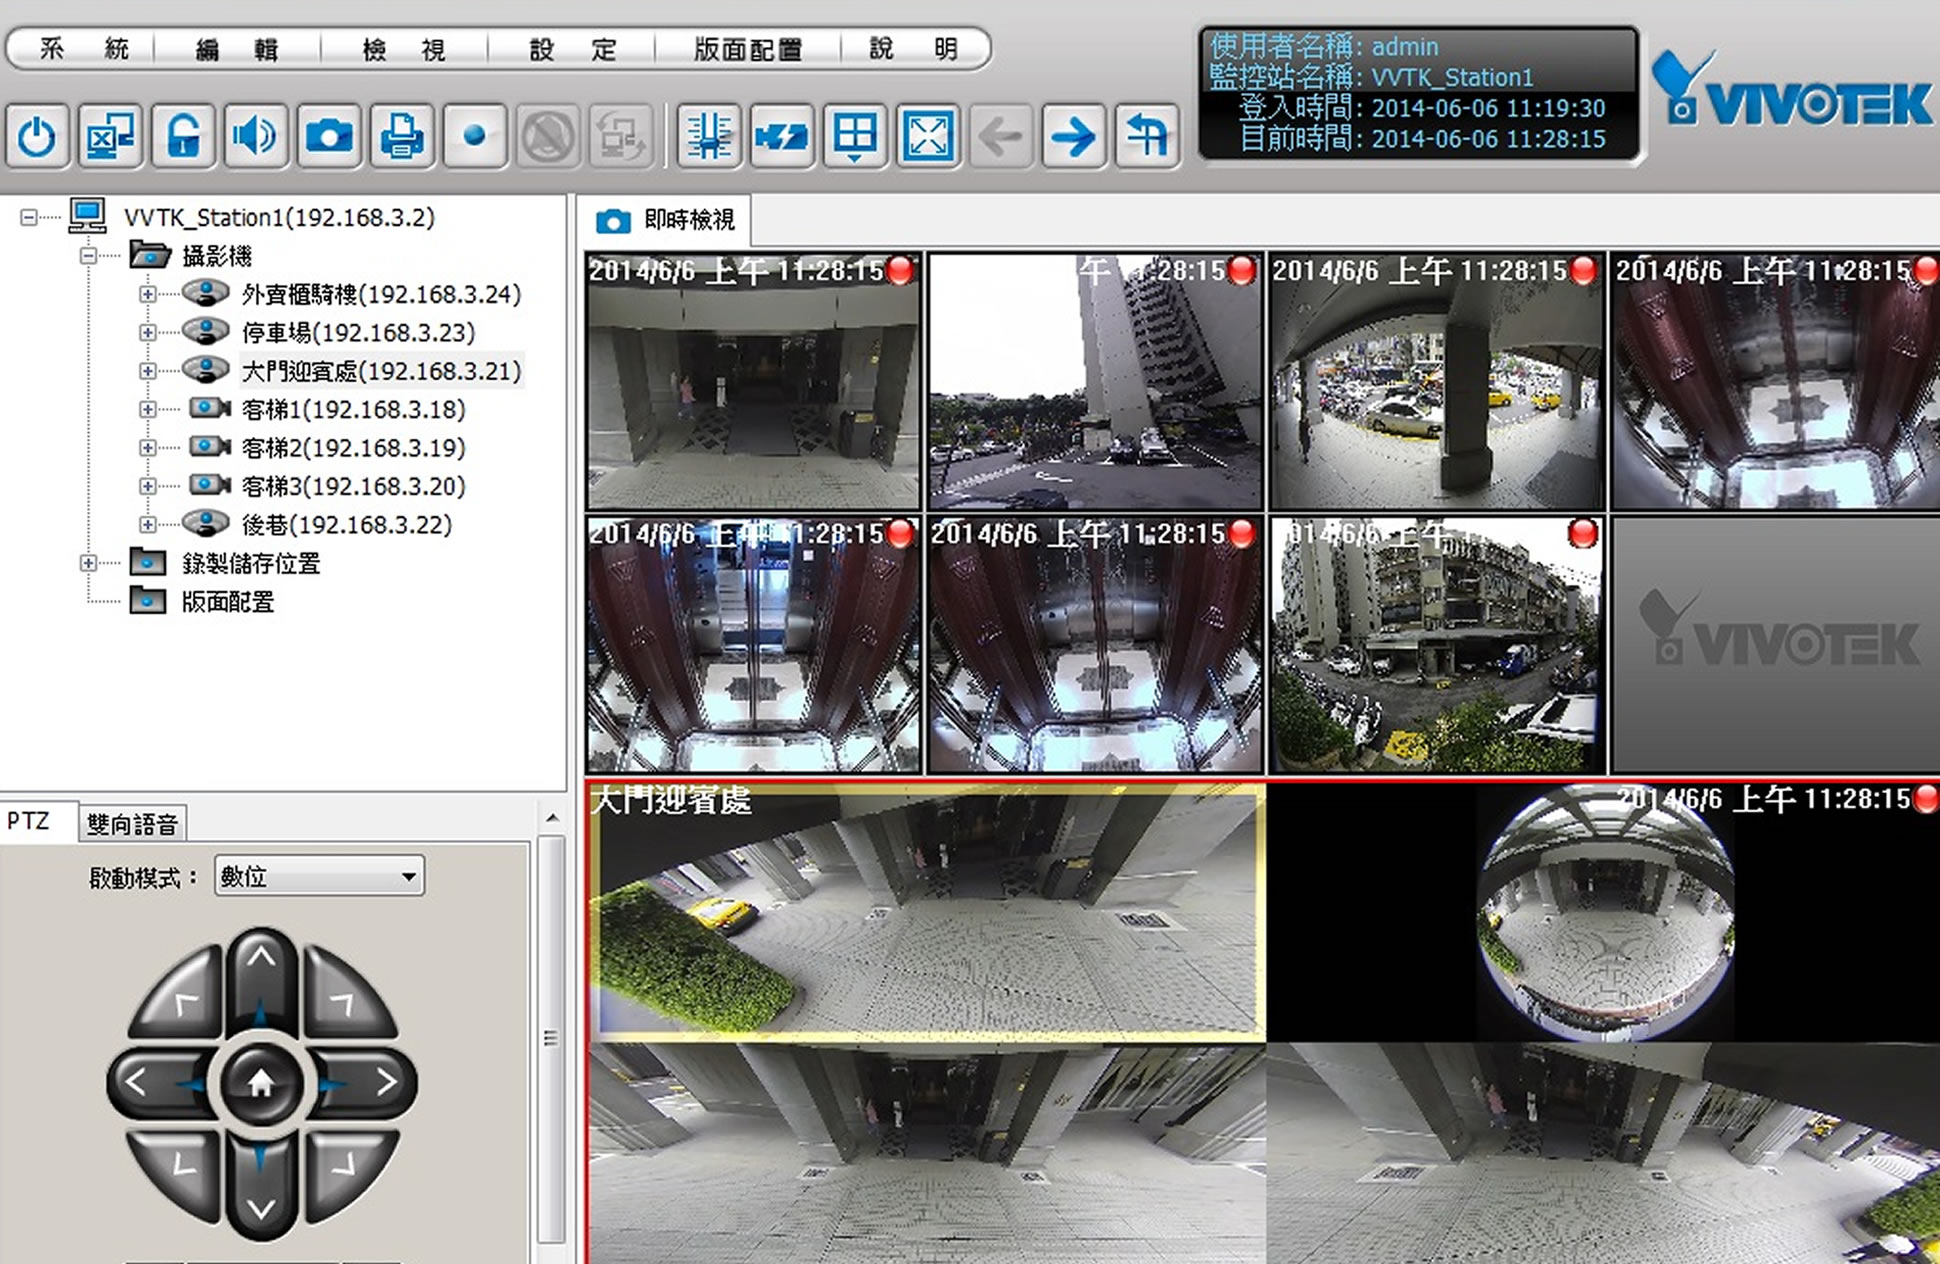 系 統 編 輯 檢 視 設 定 版面配置 說 明
使用者名稱: admin
監控站名稱: VVTK_Station1
登入時間: 2014-06-06 11:19:30
目前時間: 2014-06-06 11:28:15
VIVOTEK
VVTK_Station1(192.168.3.2)
攝影機
外賣櫃騎樓(192.168.3.24)
停車場(192.168.3.23)
大門迎賓處(192.168.3.21)
客梯1(192.168.3.18)
客梯2(192.168.3.19)
客梯3(192.168.3.20)
後巷(192.168.3.22)
錄製儲存位置
版面配置
即時檢視
2014/6/6 上午 11:28:15
午 1:28:15
2014/6/6 上午 11:28:15
2014/6/6 上午 11:28:15
2014/6/6 上午 11:28:15
2014/6/6 上午 11:28:15
2014/6/6 上午
VIVOTEK
大門迎賓處
2014/6/6 上午 11:28:15
PTZ 雙向語音
啟動模式： 數位